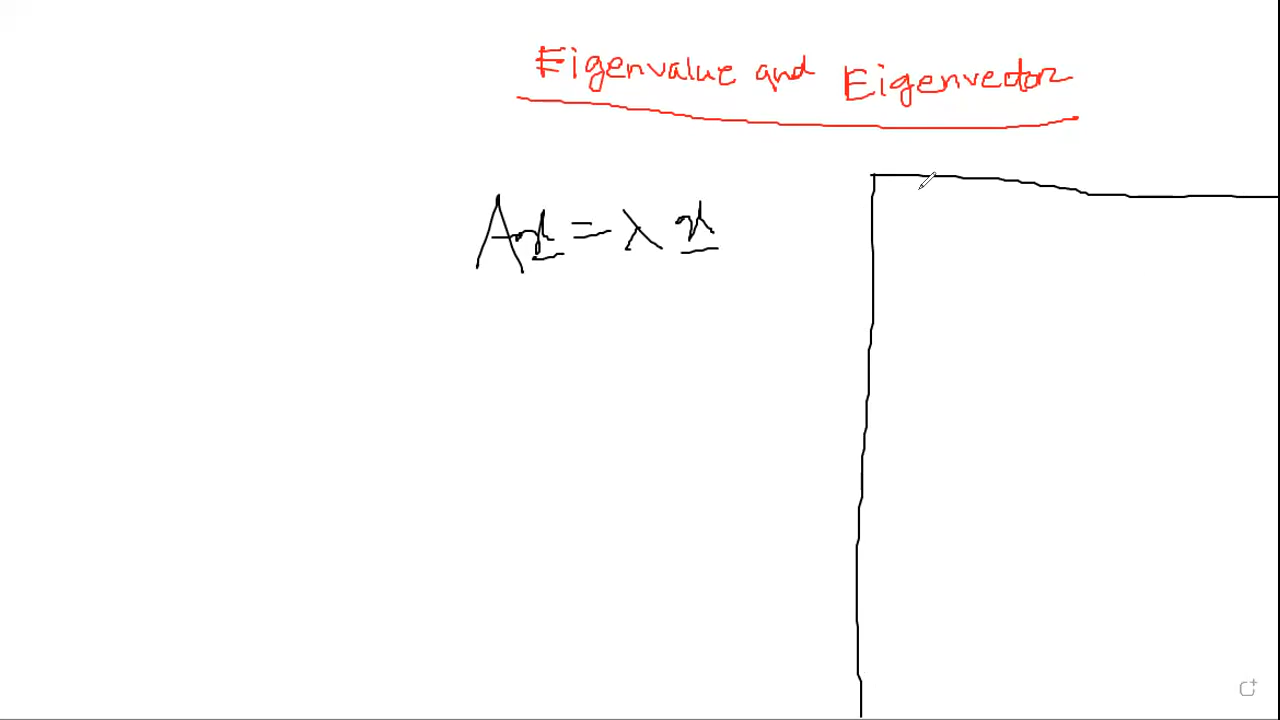 Eigenvalue and Eigenvector
Ax = λx